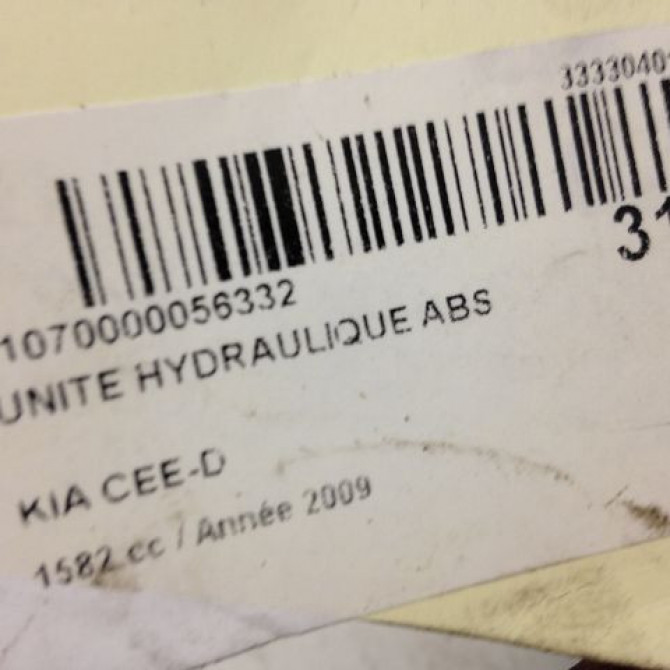 3333040
31
1070000056332
UNITE HYDRAULIQUE ABS
KIA CEE-D
1582 cc / Année 2009